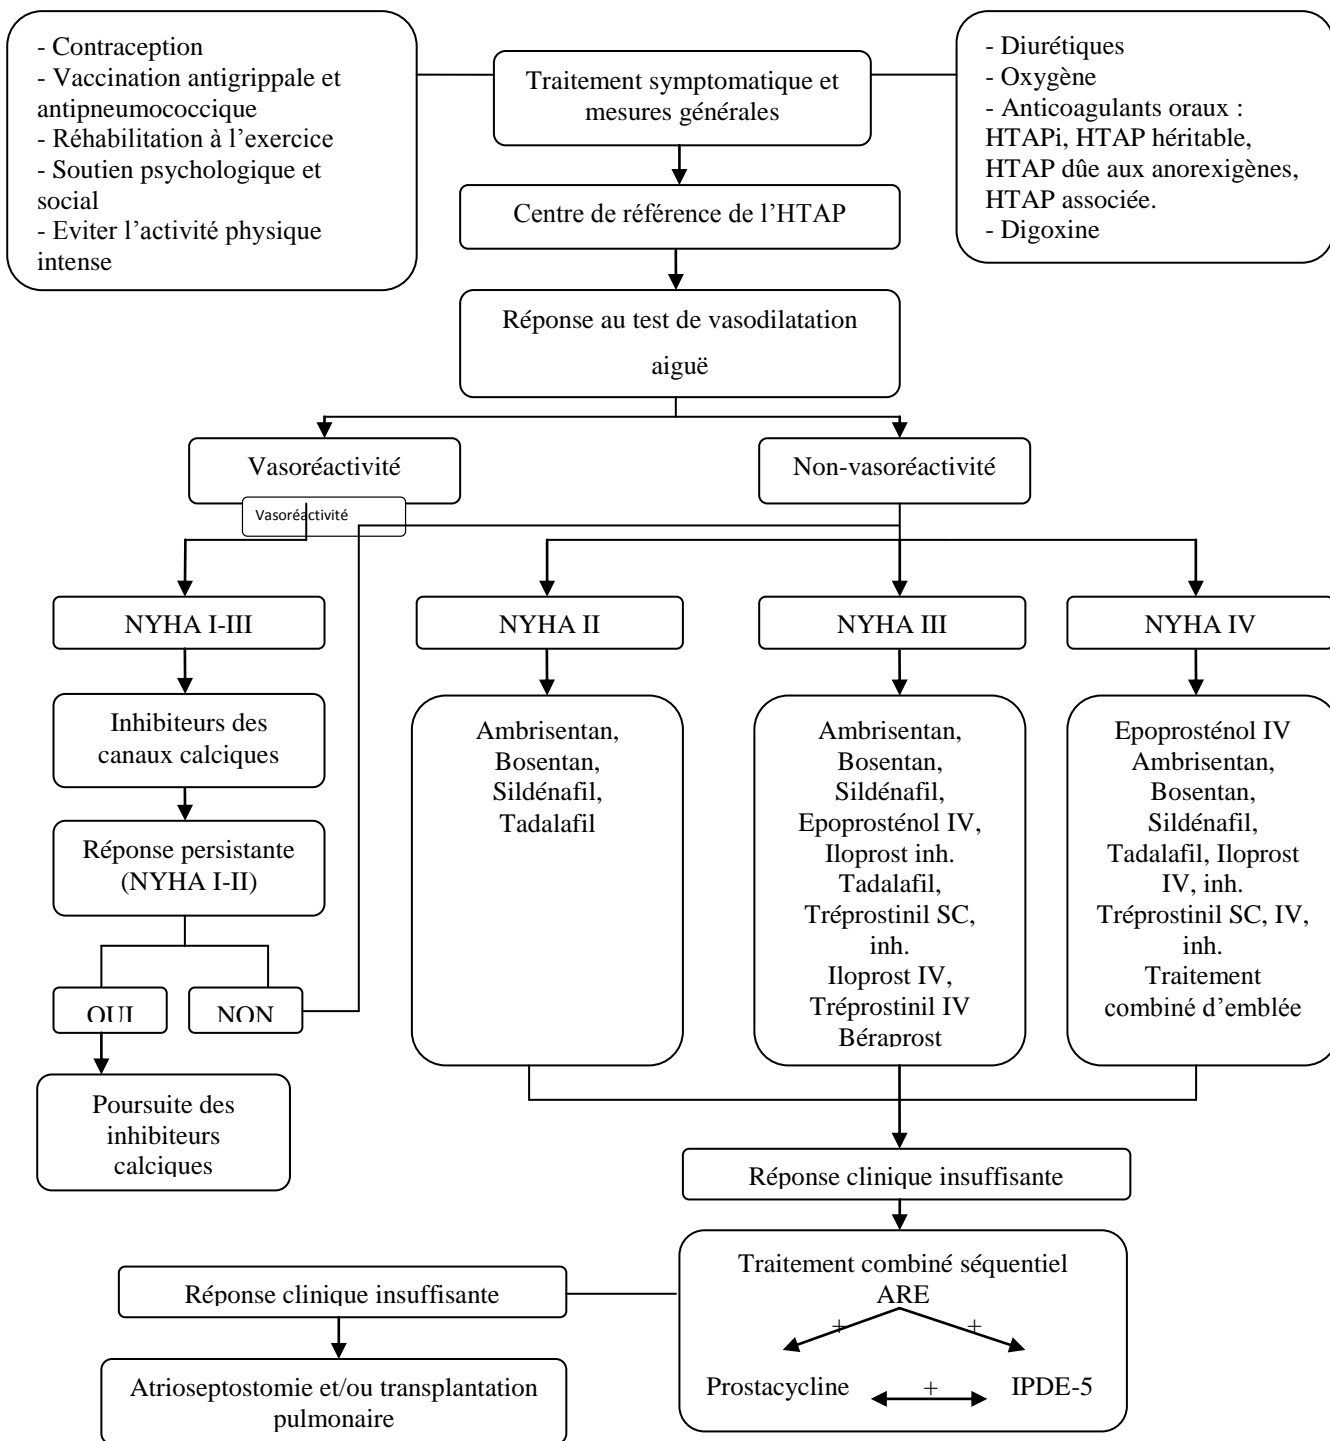 - Contraception
- Vaccination antigrippale et
antipneumococcique
- Réhabilitation à l’exercice
- Soutien psychologique et
social
- Eviter l’activité physique
intense
Traitement symptomatique et
mesures générales
- Diurétiques
- Oxygène
- Anticoagulants oraux :
HTAPi, HTAP héritable,
HTAP dûe aux anorexigènes,
HTAP associée.
- Digoxine
Centre de référence de l’HTAP
Réponse au test de vasodilatation
aiguë
Vasoréactivité
Non-vasoréactivité
Vasoréactivité
NYHA I-III
NYHA II
NYHA III
NYHA IV
Inhibiteurs des
canaux calciques
Réponse persistante
(NYHA I-II)
OUI
NON
Poursuite des
inhibiteurs
calciques
Ambrisentan,
Bosentan,
Sildénafil,
Tadalafil
Ambrisentan,
Bosentan,
Sildénafil,
Epoprosténol IV,
Iloprost inh.
Tadalafil,
Tréprostinil SC,
inh.
Iloprost IV,
Tréprostinil IV
Béraprost
Epoprosténol IV
Ambrisentan,
Bosentan,
Sildénafil,
Tadalafil, Iloprost
IV, inh.
Tréprostinil SC, IV,
inh.
Traitement
combiné d’emblée
Réponse clinique insuffisante
Traitement combiné séquentiel
ARE
+ +
Prostacycline + IPDE-5
Réponse clinique insuffisante
Atrioseptostomie et/ou transplantation
pulmonaire